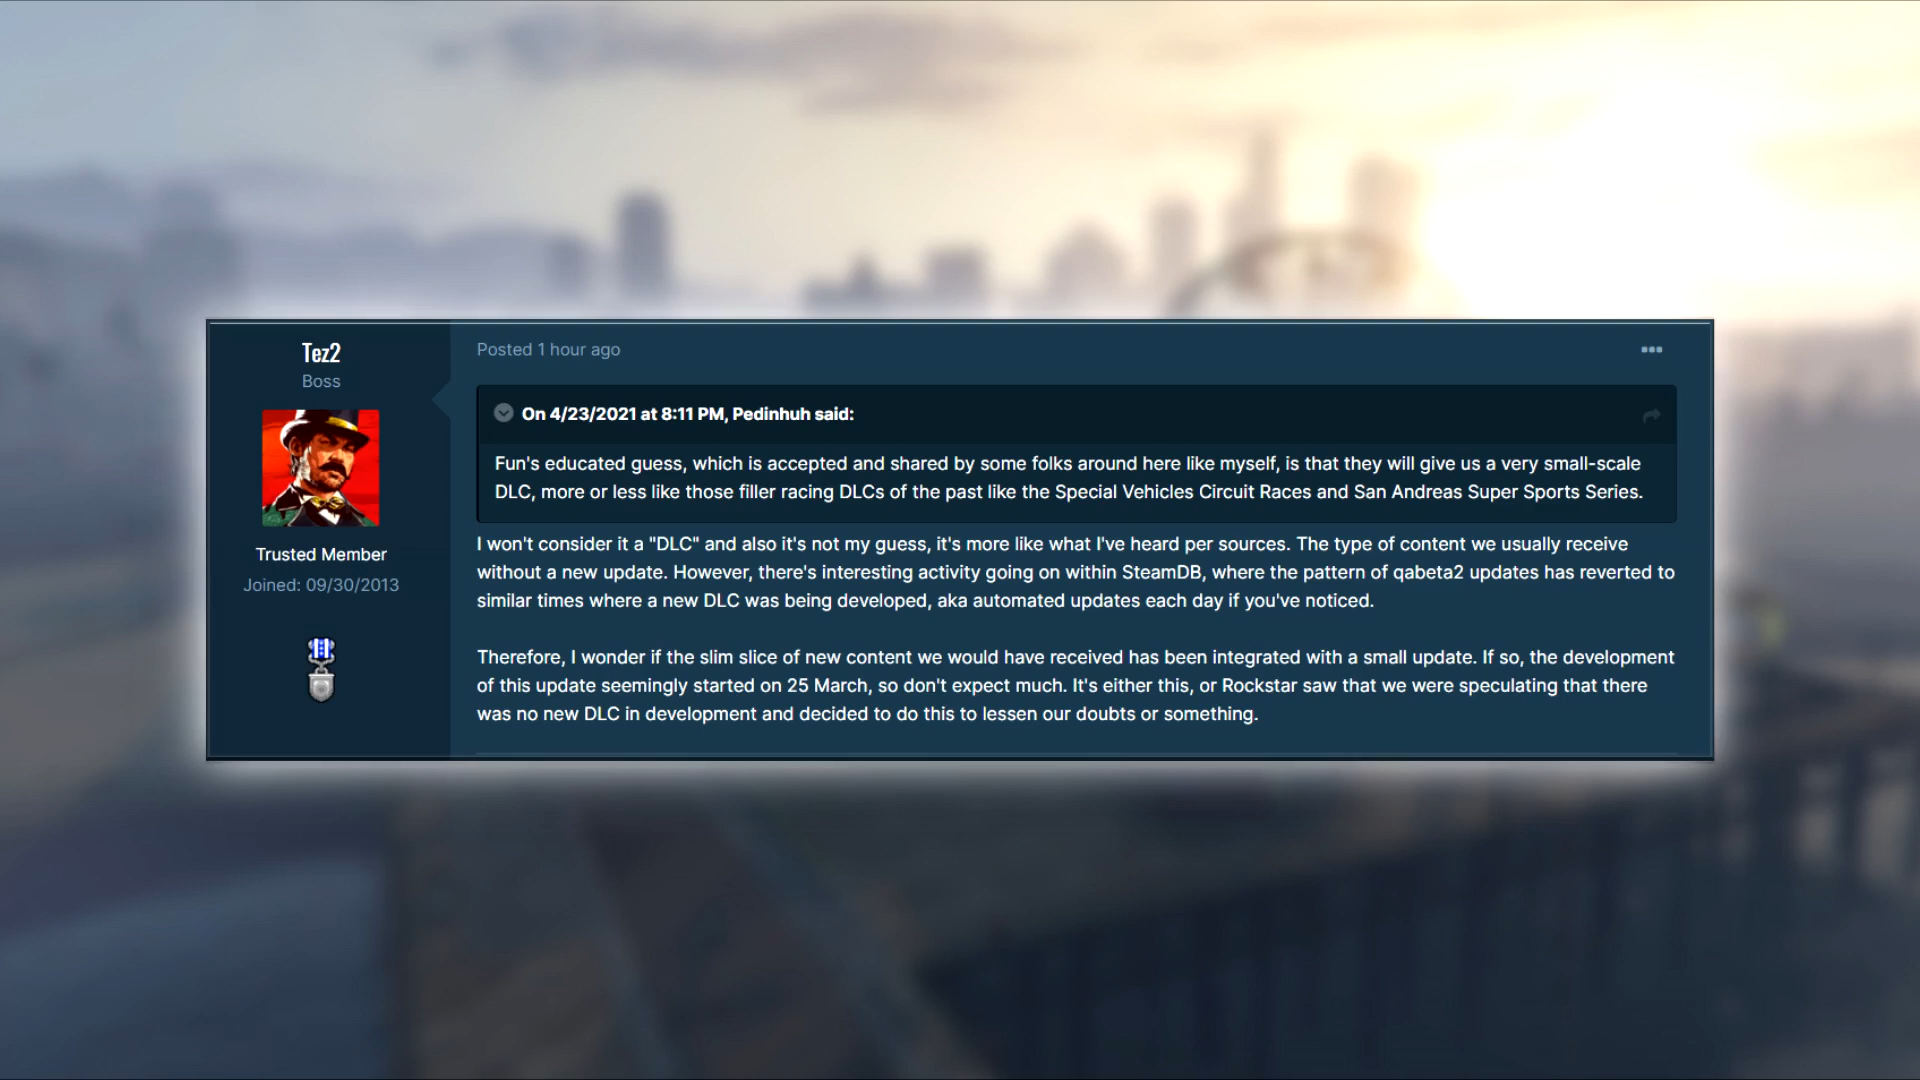 Tez2
Boss
Trusted Member
Joined: 09/30/2013
Posted 1 hour ago
On 4/23/2021 at 8:11 PM, Pedinhuh said:
Fun's educated guess, which is accepted and shared by some folks around here like myself, is that they will give us a very small-scale
DLC, more or less like those filler racing DLCs of the past like the Special Vehicles Circuit Races and San Andreas Super Sports Series.
I won't consider it a "DLC" and also it's not my guess, it's more like what I've heard per sources. The type of content we usually receive
without a new update. However, there's interesting activity going on within SteamDB, where the pattern of qabeta2 updates has reverted to
similar times where a new DLC was being developed, aka automated updates each day if you've noticed.
Therefore, I wonder if the slim slice of new content we would have received has been integrated with a small update. If so, the development
of this update seemingly started on 25 March, so don't expect much. It's either this, or Rockstar saw that we were speculating that there
was no new DLC in development and decided to do this to lessen our doubts or something.